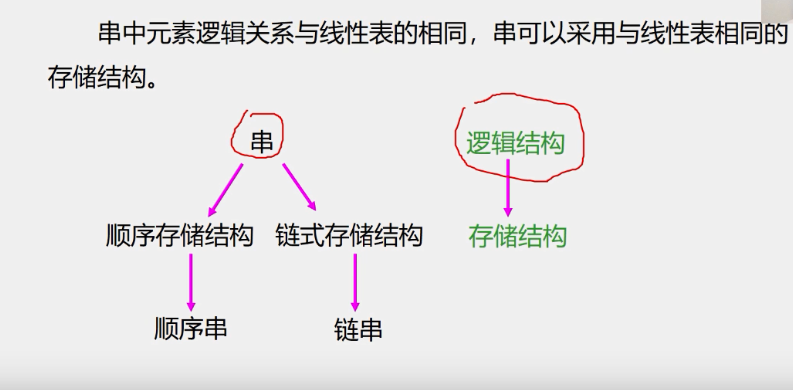 串中元素逻辑关系与线性表的相同，串可以采用与线性表相同的
存储结构。
串 逻辑结构
顺序存储结构 链式存储结构 存储结构
顺序串 链串